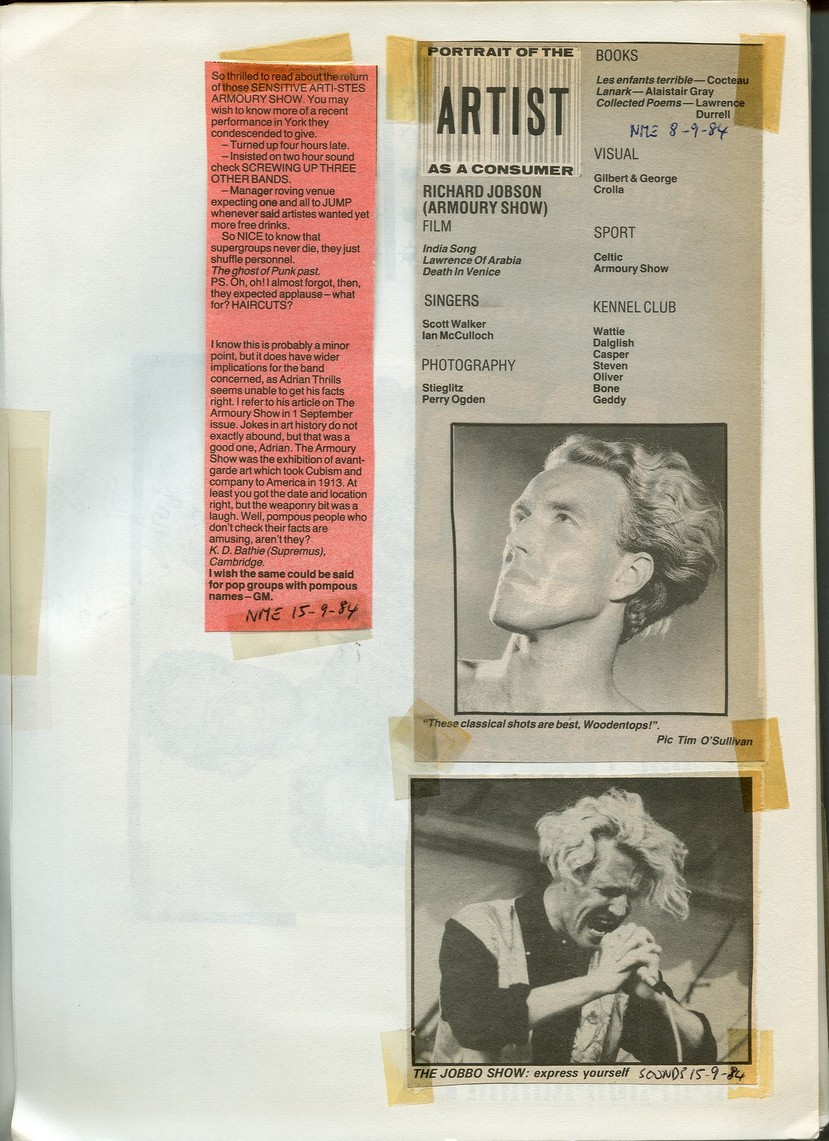 So thrilled to read about the return
of those SENSITIVE ARTI-STES
ARMOURY SHOW. You may
wish to know more of a recent
performance in York they
condescended to give.
– Turned up four hours late.
– Insisted on two hour sound
check SCREWING UP THREE
OTHER BANDS.
– Manager roving venue
expecting one and all to JUMP
whenever said artistes wanted yet
more free drinks.
So NICE to know that
supergroups never die, they just
shuffle personnel.
The ghost of Punk past.
PS. Oh, oh! I almost forgot, then,
they expected applause – what
for? HAIRCUTS?
I know this is probably a minor
point, but it does have wider
implications for the band
concerned, as Adrian Thrills
seems unable to get his facts
right. I refer to his article on The
Armoury Show in 1 September
issue. Jokes in art history do not
exactly abound, but that was a
good one, Adrian. The Armoury
Show was the exhibition of avant-
garde art which took Cubism and
company to America in 1913. At
least you got the date and location
right, but the weaponry bit was a
laugh. Well, pompous people who
don't check their facts are
amusing, aren't they?
K. D. Bathie (Supremus),
Cambridge.
I wish the same could be said
for pop groups with pompous
names – GM.
NME 15-9-84
PORTRAIT OF THE
ARTIST
AS A CONSUMER
RICHARD JOBSON
(ARMOURY SHOW)
FILM
India Song
Lawrence Of Arabia
Death In Venice
SINGERS
Scott Walker
Ian McCulloch
PHOTOGRAPHY
Stieglitz
Perry Ogden
BOOKS
Les enfants terrible — Cocteau
Lanark — Alaistair Gray
Collected Poems — Lawrence
Durrell
NME 8-9-84
VISUAL
Gilbert & George
Crolla
SPORT
Celtic
Armoury Show
KENNEL CLUB
Wattie
Dalglish
Casper
Steven
Oliver
Bone
Geddy
"These classical shots are best, Woodentops!".
Pic Tim O'Sullivan
THE JOBBO SHOW: express yourself SOUNDS 15-9-84